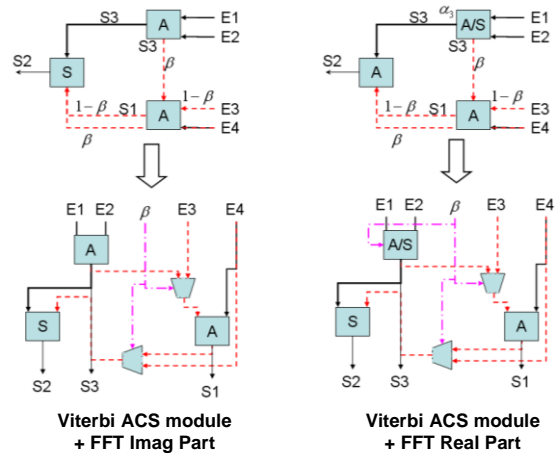 S3 A E1
S3 E2
β
S2 S
1 − β S1 A E3
1 − β
β E4
α3
S3 A/S E1
S3 E2
β
S2 A
1 − β S1 A 1 − β E3
β E4
E1 E2 β E3 E4
A
S A
S2 S3 S1
E1 E2 β E3 E4
A/S
S A
S2 S3 S1
Viterbi ACS module
+ FFT Imag Part
Viterbi ACS module
+ FFT Real Part